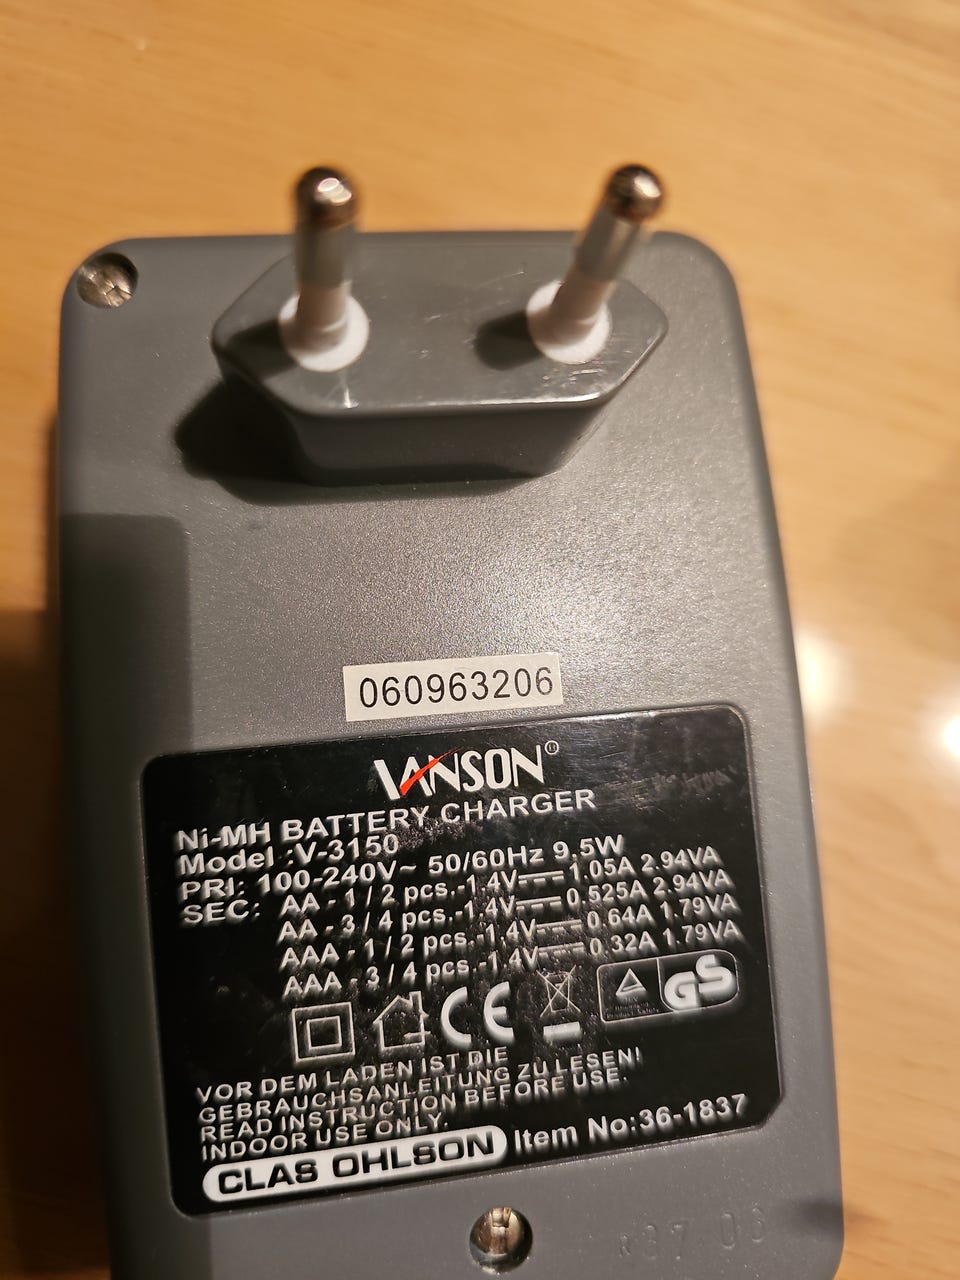 060963206
VANSON®
Ni-MH BATTERY CHARGER
Model :V-3150
PRI: 100-240V~ 50/60Hz 9.5W
SEC: AA - 1 / 2 pcs.-1.4V⎓1.05A 2.94VA
AA - 3 / 4 pcs.-1.4V⎓0.525A 2.94VA
AAA - 1 / 2 pcs.-1.4V⎓0.64A 1.79VA
AAA - 3 / 4 pcs.-1.4V⎓0.32A 1.79VA
CE GS
VOR DEM LADEN IST DIE
GEBRAUCHSANLEITUNG ZU LESEN!
READ INSTRUCTION BEFORE USE.
INDOOR USE ONLY.
CLAS OHLSON Item No:36-1837